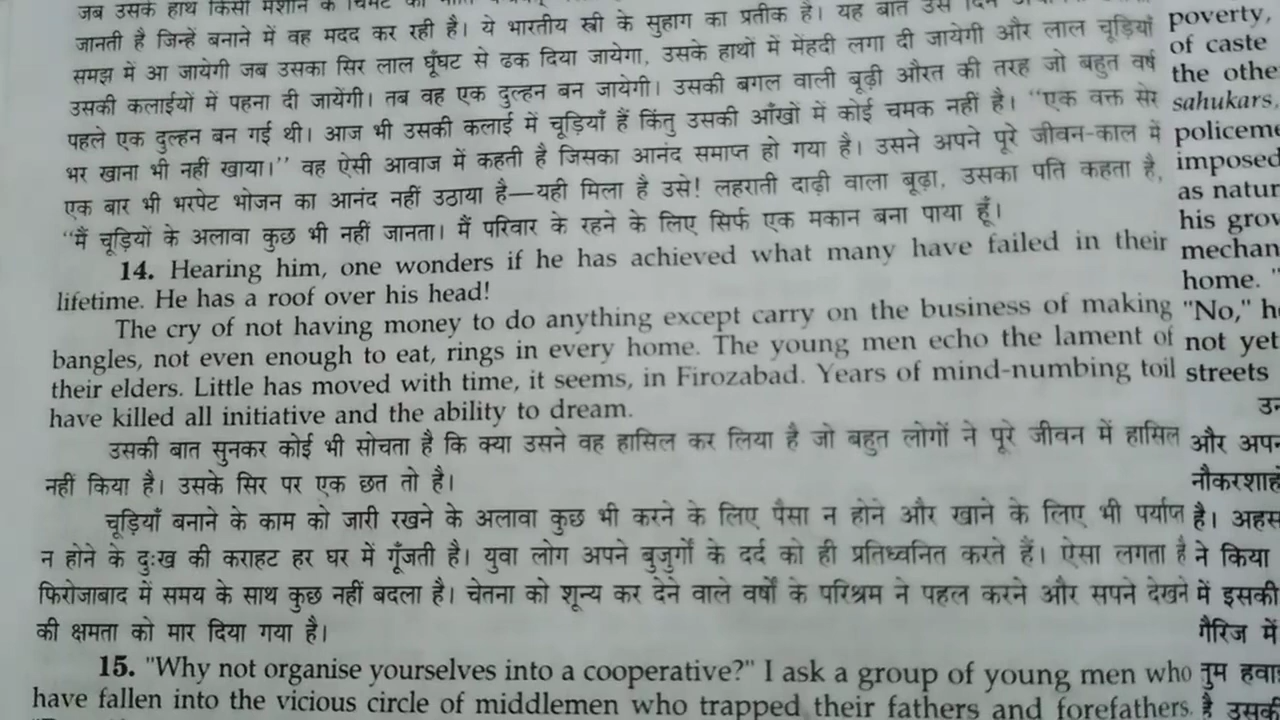 जब उसके हाथ किसी मशीन के
जानती है जिन्हें बनाने में वह मदद कर रही है। ये भारतीय स्त्री के सुहाग का प्रतीक है। यह बात उसे दिन
समझ में आ जायेगी जब उसका सिर लाल घूँघट से ढक दिया जायेगा, उसके हाथों में मेंहदी लगा दी जायेगी और लाल चूड़ियाँ
उसकी कलाईयों में पहना दी जायेंगी। तब वह एक दुल्हन बन जायेगी। उसकी बगल वाली बूढ़ी औरत की तरह जो बहुत वर्ष
पहले एक दुल्हन बन गई थी। आज भी उसकी कलाई में चूड़ियाँ हैं किंतु उसकी आँखों में कोई चमक नहीं है। “एक वक्त सेर
भर खाना भी नहीं खाया।” वह ऐसी आवाज में कहती है जिसका आनंद समाप्त हो गया है। उसने अपने पूरे जीवन-काल में
एक बार भी भरपेट भोजन का आनंद नहीं उठाया है—यही मिला है उसे! लहराती दाढ़ी वाला बूढ़ा, उसका पति कहता है,
“मैं चूड़ियों के अलावा कुछ भी नहीं जानता। मैं परिवार के रहने के लिए सिर्फ एक मकान बना पाया हूँ।
14. Hearing him, one wonders if he has achieved what many have failed in their
lifetime. He has a roof over his head!
The cry of not having money to do anything except carry on the business of making
bangles, not even enough to eat, rings in every home. The young men echo the lament of
their elders. Little has moved with time, it seems, in Firozabad. Years of mind-numbing toil
have killed all initiative and the ability to dream.
उसकी बात सुनकर कोई भी सोचता है कि क्या उसने वह हासिल कर लिया है जो बहुत लोगों ने पूरे जीवन में हासिल
नहीं किया है। उसके सिर पर एक छत तो है।
चूड़ियाँ बनाने के काम को जारी रखने के अलावा कुछ भी करने के लिए पैसा न होने और खाने के लिए भी पर्याप्त
न होने के दुःख की कराहट हर घर में गूँजती है। युवा लोग अपने बुजुर्गों के दर्द को ही प्रतिध्वनित करते हैं। ऐसा लगता है
फिरोजाबाद में समय के साथ कुछ नहीं बदला है। चेतना को शून्य कर देने वाले वर्षों के परिश्रम ने पहल करने और सपने देखने
की क्षमता को मार दिया गया है।
15. "Why not organise yourselves into a cooperative?" I ask a group of young men who
have fallen into the vicious circle of middlemen who trapped their fathers and forefathers.
poverty,
of caste
the othe
sahukars,
policeme
imposed
as natur
his grow
mechan
home. "
"No," h
not yet
streets
उन
और अपन
नौकरशाह
है। अहस
ने किया
में इसकी
गैरिज में
तुम हवा
है उसकी